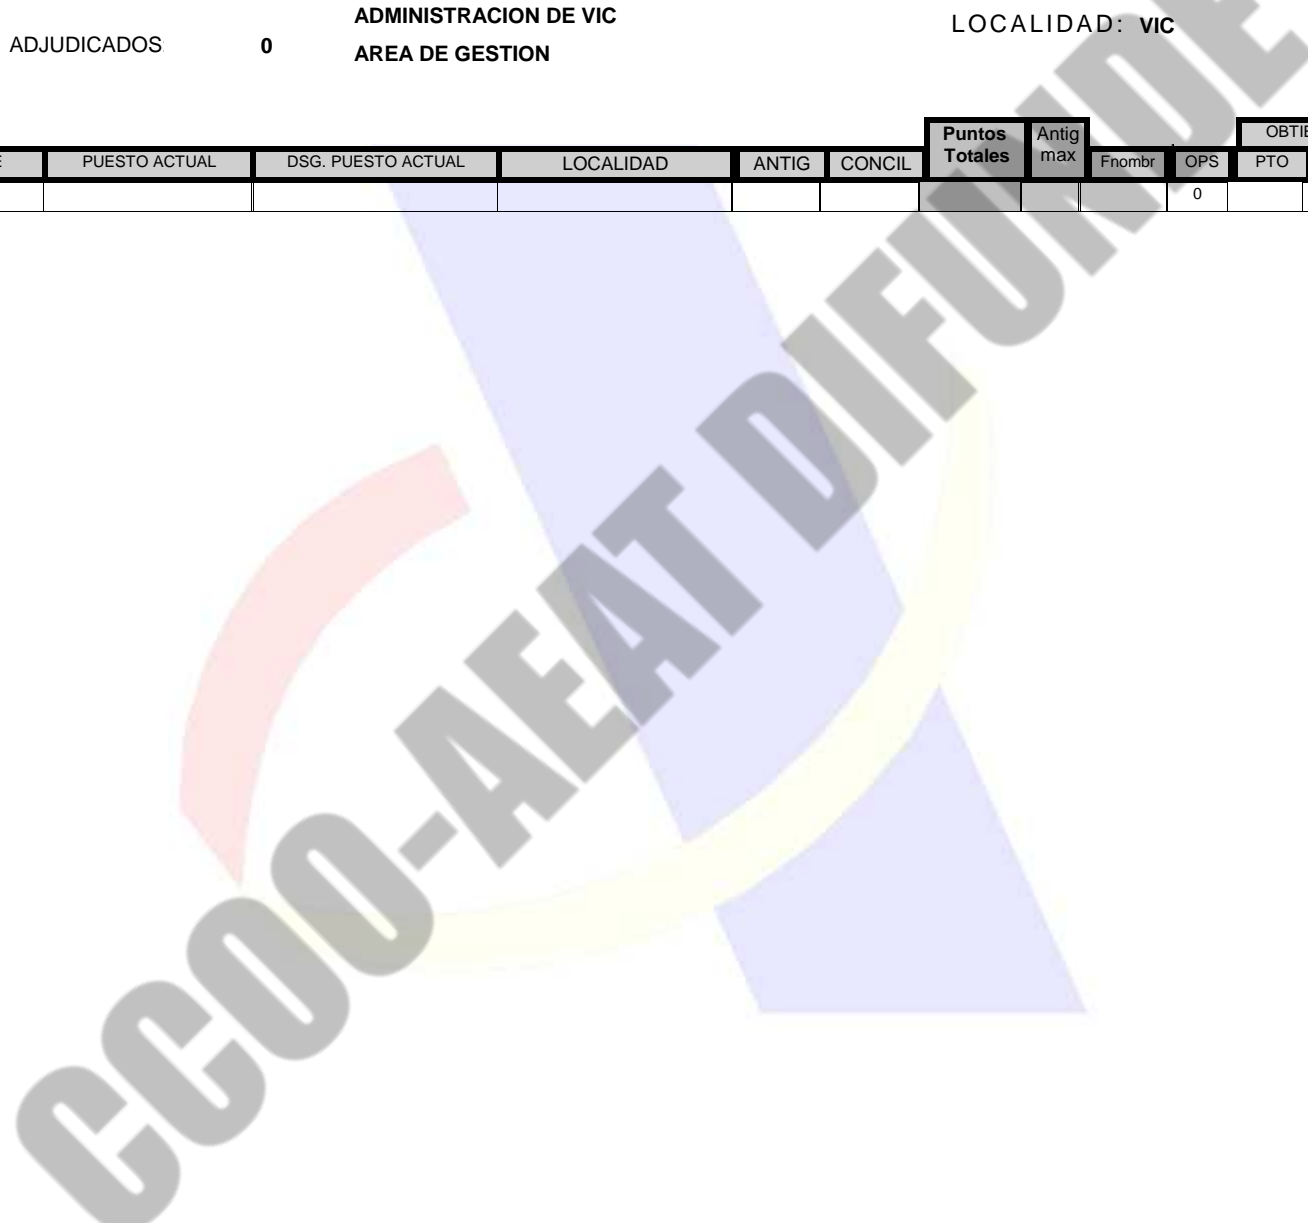 ADMINISTRACION DE VIC
LOCALIDAD: VIC
ADJUDICADOS: 0
AREA DE GESTION
Puntos Totales Antig max
PUESTO ACTUAL DSG. PUESTO ACTUAL LOCALIDAD ANTIG CONCIL Fnombr OPS PTO
0
CCOO-AEAT DIFUNDE